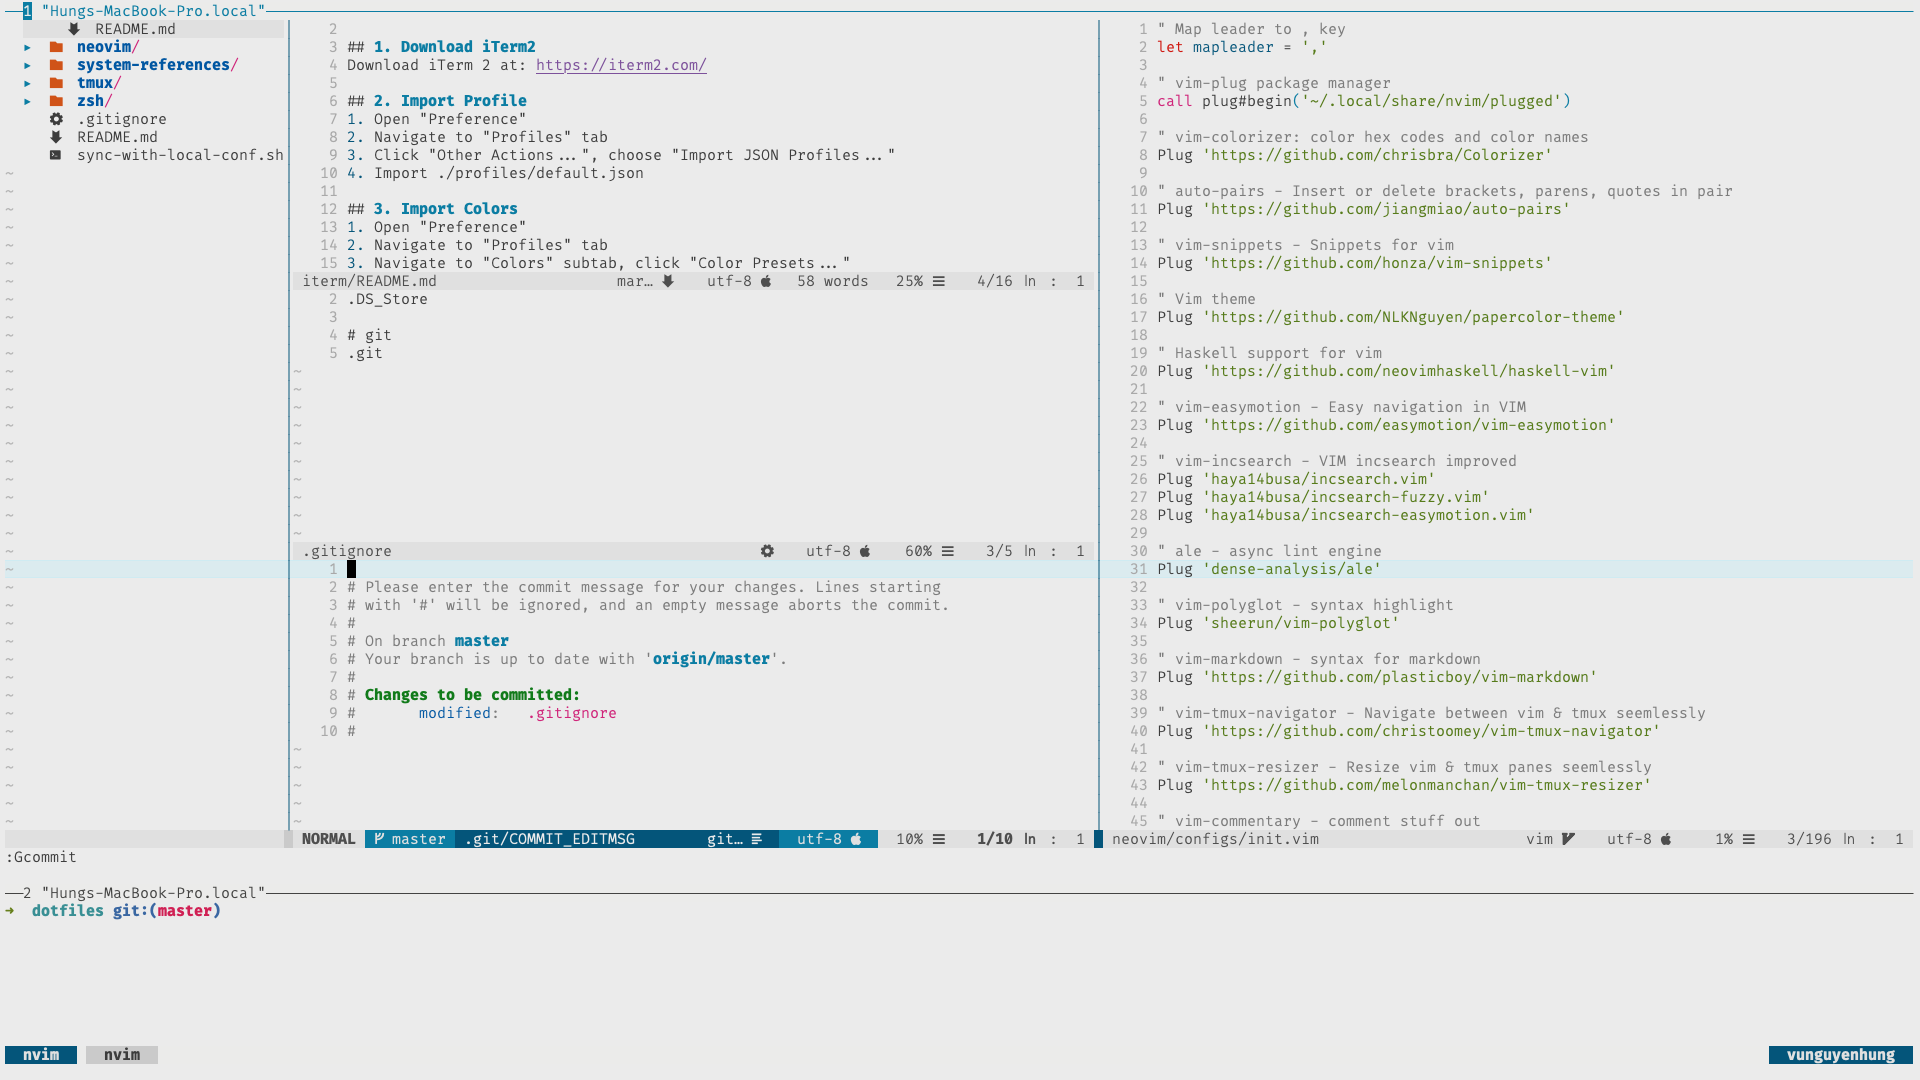 1 "Hungs-MacBook-Pro.local"
README.md
▸ neovim/
▸ system-references/
▸ tmux/
▸ zsh/
.gitignore
README.md
sync-with-local-conf.sh
2
3 ## 1. Download iTerm2
4 Download iTerm 2 at: https://iterm2.com/
5
6 ## 2. Import Profile
7 1. Open "Preference"
8 2. Navigate to "Profiles" tab
9 3. Click "Other Actions...", choose "Import JSON Profiles..."
10 4. Import ./profiles/default.json
11
12 ## 3. Import Colors
13 1. Open "Preference"
14 2. Navigate to "Profiles" tab
15 3. Navigate to "Colors" subtab, click "Color Presets..."
iterm/README.md mar… utf-8 58 words 25% ☰ 4/16 ln : 1
2 .DS_Store
3
4 # git
5 .git
.gitignore utf-8 60% ☰ 3/5 ln : 1
1
2 # Please enter the commit message for your changes. Lines starting
3 # with '#' will be ignored, and an empty message aborts the commit.
4 #
5 # On branch master
6 # Your branch is up to date with 'origin/master'.
7 #
8 # Changes to be committed:
9 # modified: .gitignore
10 #
NORMAL master .git/COMMIT_EDITMSG git… utf-8 10% ☰ 1/10 ln : 1
1 " Map leader to , key
2 let mapleader = ','
3
4 " vim-plug package manager
5 call plug#begin('~/.local/share/nvim/plugged')
6
7 " vim-colorizer: color hex codes and color names
8 Plug 'https://github.com/chrisbra/Colorizer'
9
10 " auto-pairs - Insert or delete brackets, parens, quotes in pair
11 Plug 'https://github.com/jiangmiao/auto-pairs'
12
13 " vim-snippets - Snippets for vim
14 Plug 'https://github.com/honza/vim-snippets'
15
16 " Vim theme
17 Plug 'https://github.com/NLKNguyen/papercolor-theme'
18
19 " Haskell support for vim
20 Plug 'https://github.com/neovimhaskell/haskell-vim'
21
22 " vim-easymotion - Easy navigation in VIM
23 Plug 'https://github.com/easymotion/vim-easymotion'
24
25 " vim-incsearch - VIM incsearch improved
26 Plug 'haya14busa/incsearch.vim'
27 Plug 'haya14busa/incsearch-fuzzy.vim'
28 Plug 'haya14busa/incsearch-easymotion.vim'
29
30 " ale - async lint engine
31 Plug 'dense-analysis/ale'
32
33 " vim-polyglot - syntax highlight
34 Plug 'sheerun/vim-polyglot'
35
36 " vim-markdown - syntax for markdown
37 Plug 'https://github.com/plasticboy/vim-markdown'
38
39 " vim-tmux-navigator - Navigate between vim & tmux seemlessly
40 Plug 'https://github.com/christoomey/vim-tmux-navigator'
41
42 " vim-tmux-resizer - Resize vim & tmux panes seemlessly
43 Plug 'https://github.com/melonmanchan/vim-tmux-resizer'
44
45 " vim-commentary - comment stuff out
neovim/configs/init.vim vim utf-8 1% ☰ 3/196 ln : 1
:Gcommit
2 "Hungs-MacBook-Pro.local"
➜ dotfiles git:(master)
nvim nvim vunguyenhung